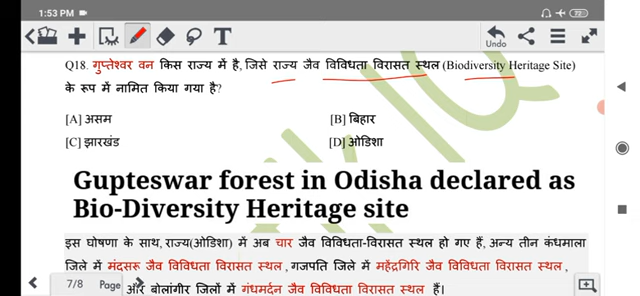 1:53 PM
72
Undo
Q18. गुप्तेश्वर वन किस राज्य में है, जिसे राज्य जैव विविधता विरासत स्थल (Biodiversity Heritage Site)
के रूप में नामित किया गया है?
[A] असम
[B] बिहार
[C] झारखंड
[D] ओडिशा
Gupteswar forest in Odisha declared as
Bio-Diversity Heritage site
इस घोषणा के साथ, राज्य(ओडिशा) में अब चार जैव विविधता-विरासत स्थल हो गए हैं, अन्य तीन कंधमाला
जिले में मंदसरू जैव विविधता विरासत स्थल, गजपति जिले में महेंद्रगिरि जैव विविधता विरासत स्थल,
और बोलांगीर जिलों में गंधमर्दन जैव विविधता विरासत स्थल हैं।
7/8 Page